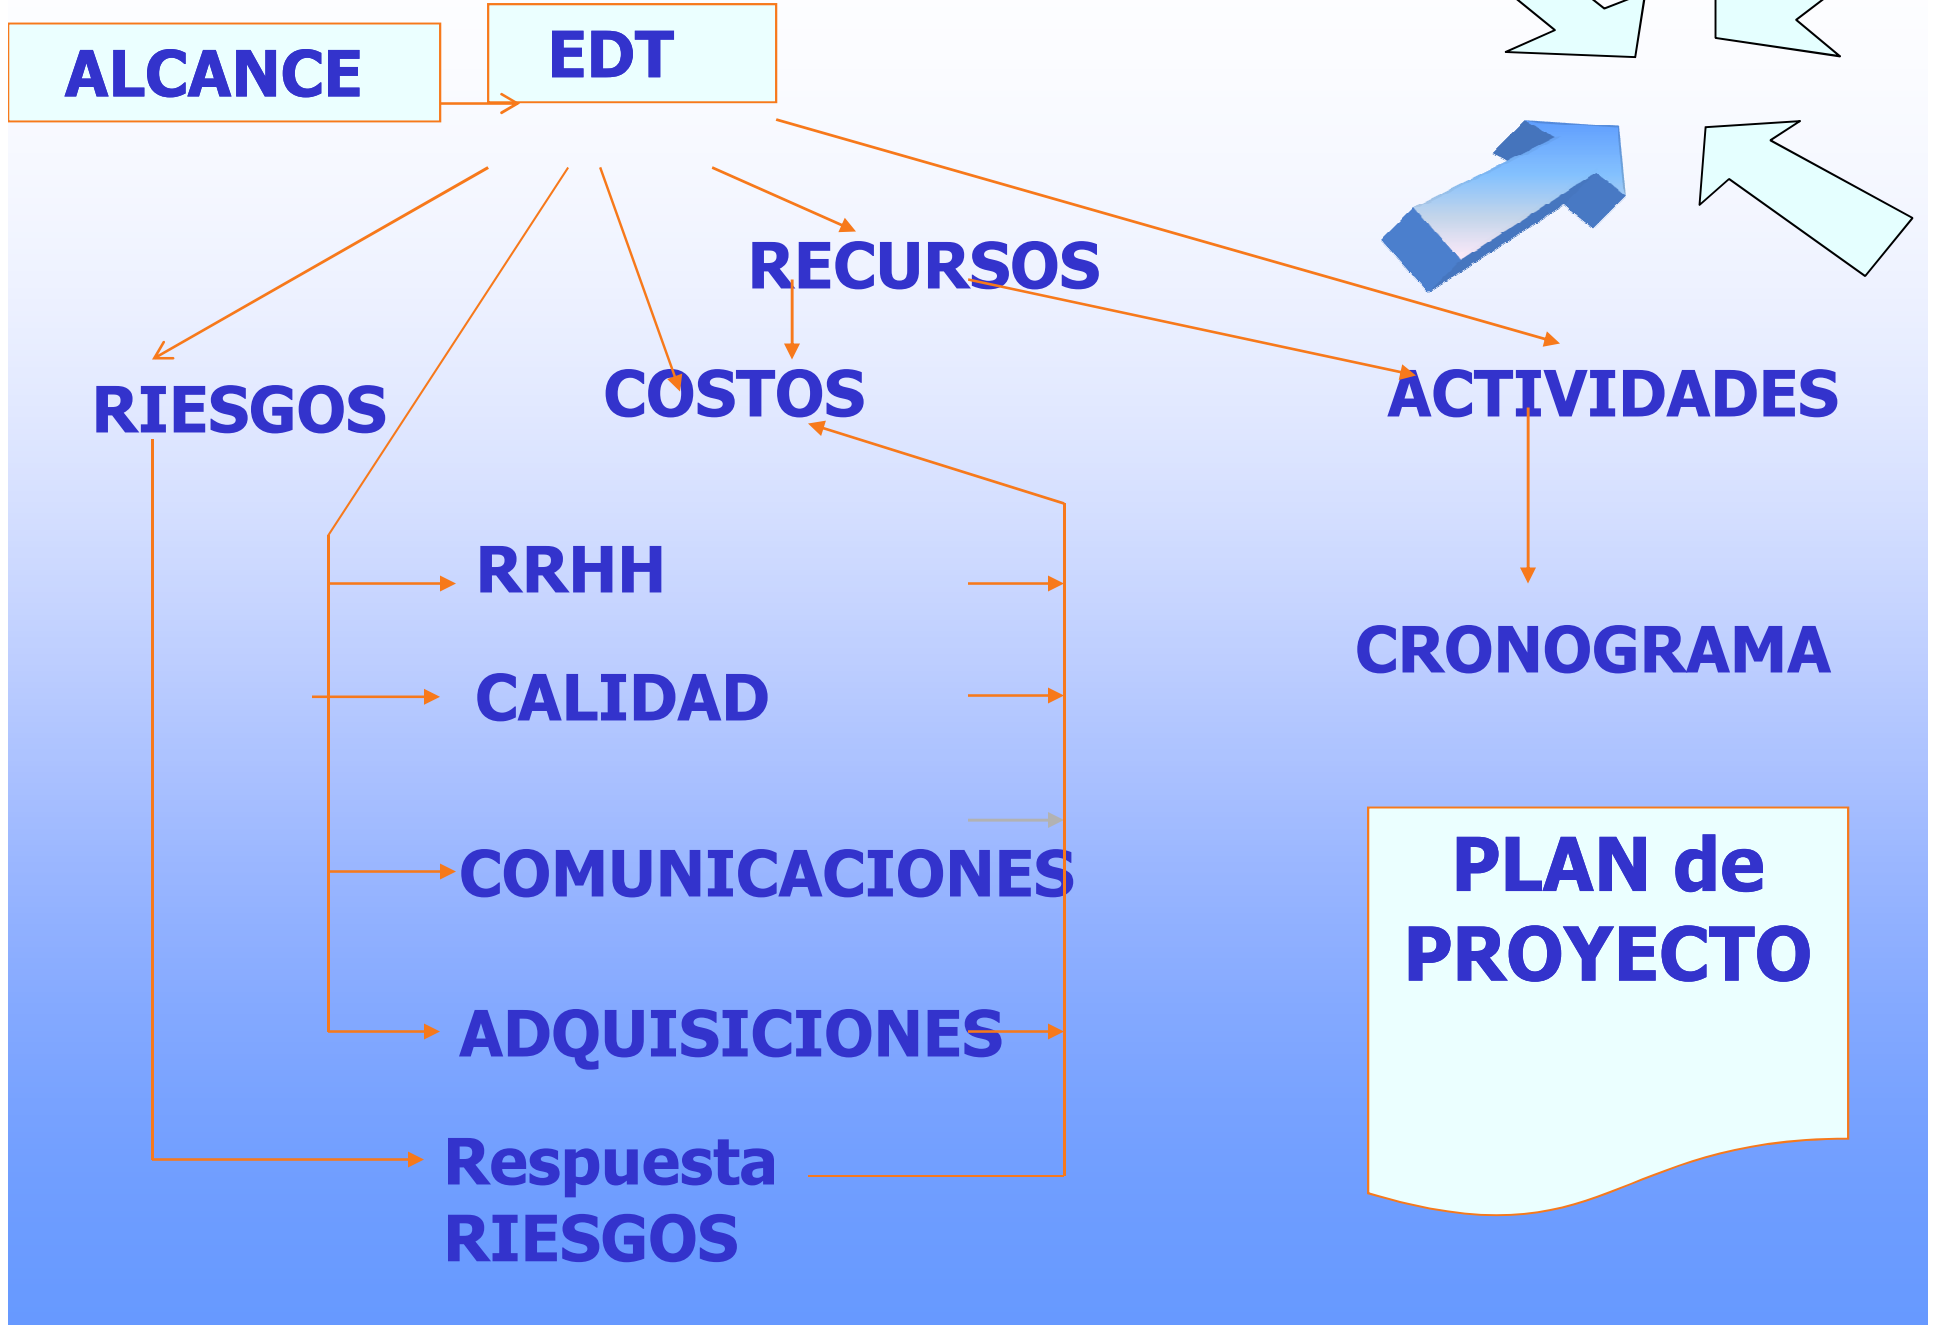 ALCANCE
EDT
RECURSOS
RIESGOS
COSTOS
ACTIVIDADES
RRHH
CRONOGRAMA
CALIDAD
COMUNICACIONES
PLAN de
PROYECTO
ADQUISICIONES
Respuesta
RIESGOS